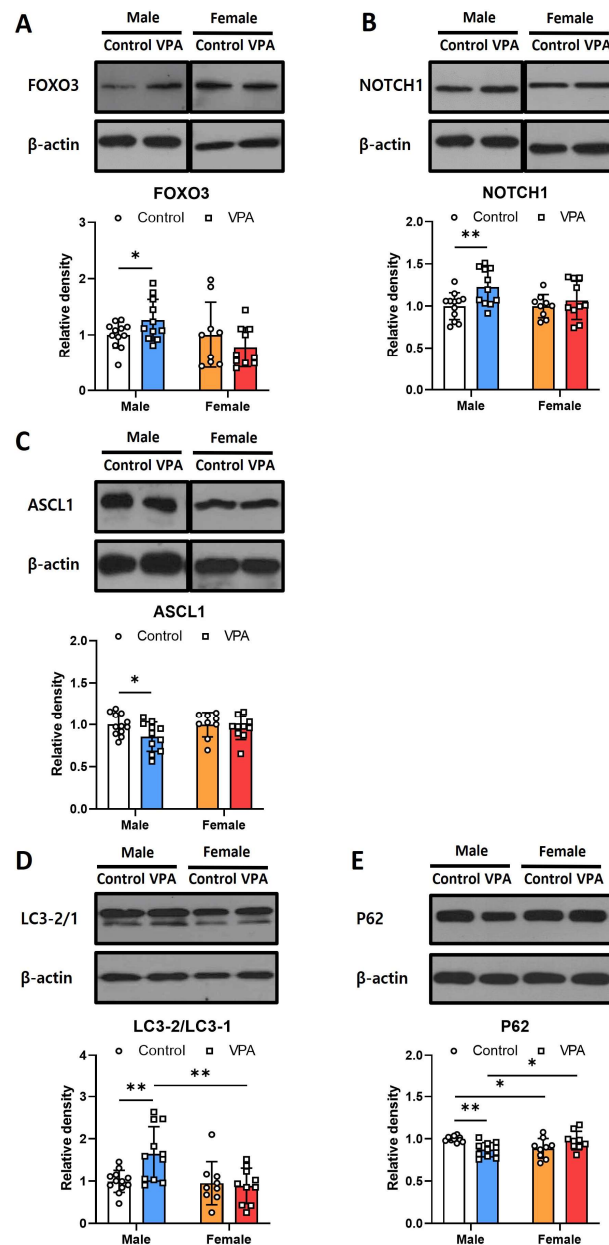 A
Male Female
Control VPA Control VPA
FOXO3
β-actin
FOXO3
○ Control □ VPA
Relative density
3
2
1
0
*
Male Female
B
Male Female
Control VPA Control VPA
NOTCH1
β-actin
NOTCH1
○ Control □ VPA
Relative density
2.0
1.5
1.0
0.5
0.0
**
Male Female
C
Male Female
Control VPA Control VPA
ASCL1
β-actin
ASCL1
○ Control □ VPA
Relative density
2.0
1.5
1.0
0.5
0.0
*
Male Female
D
Male Female
Control VPA Control VPA
LC3-2/1
β-actin
LC3-2/LC3-1
○ Control □ VPA
Relative density
4
3
2
1
0
** **
Male Female
E
Male Female
Control VPA Control VPA
P62
β-actin
P62
○ Control □ VPA
Relative density
2.0
1.5
1.0
0.5
0.0
*
*
**
Male Female